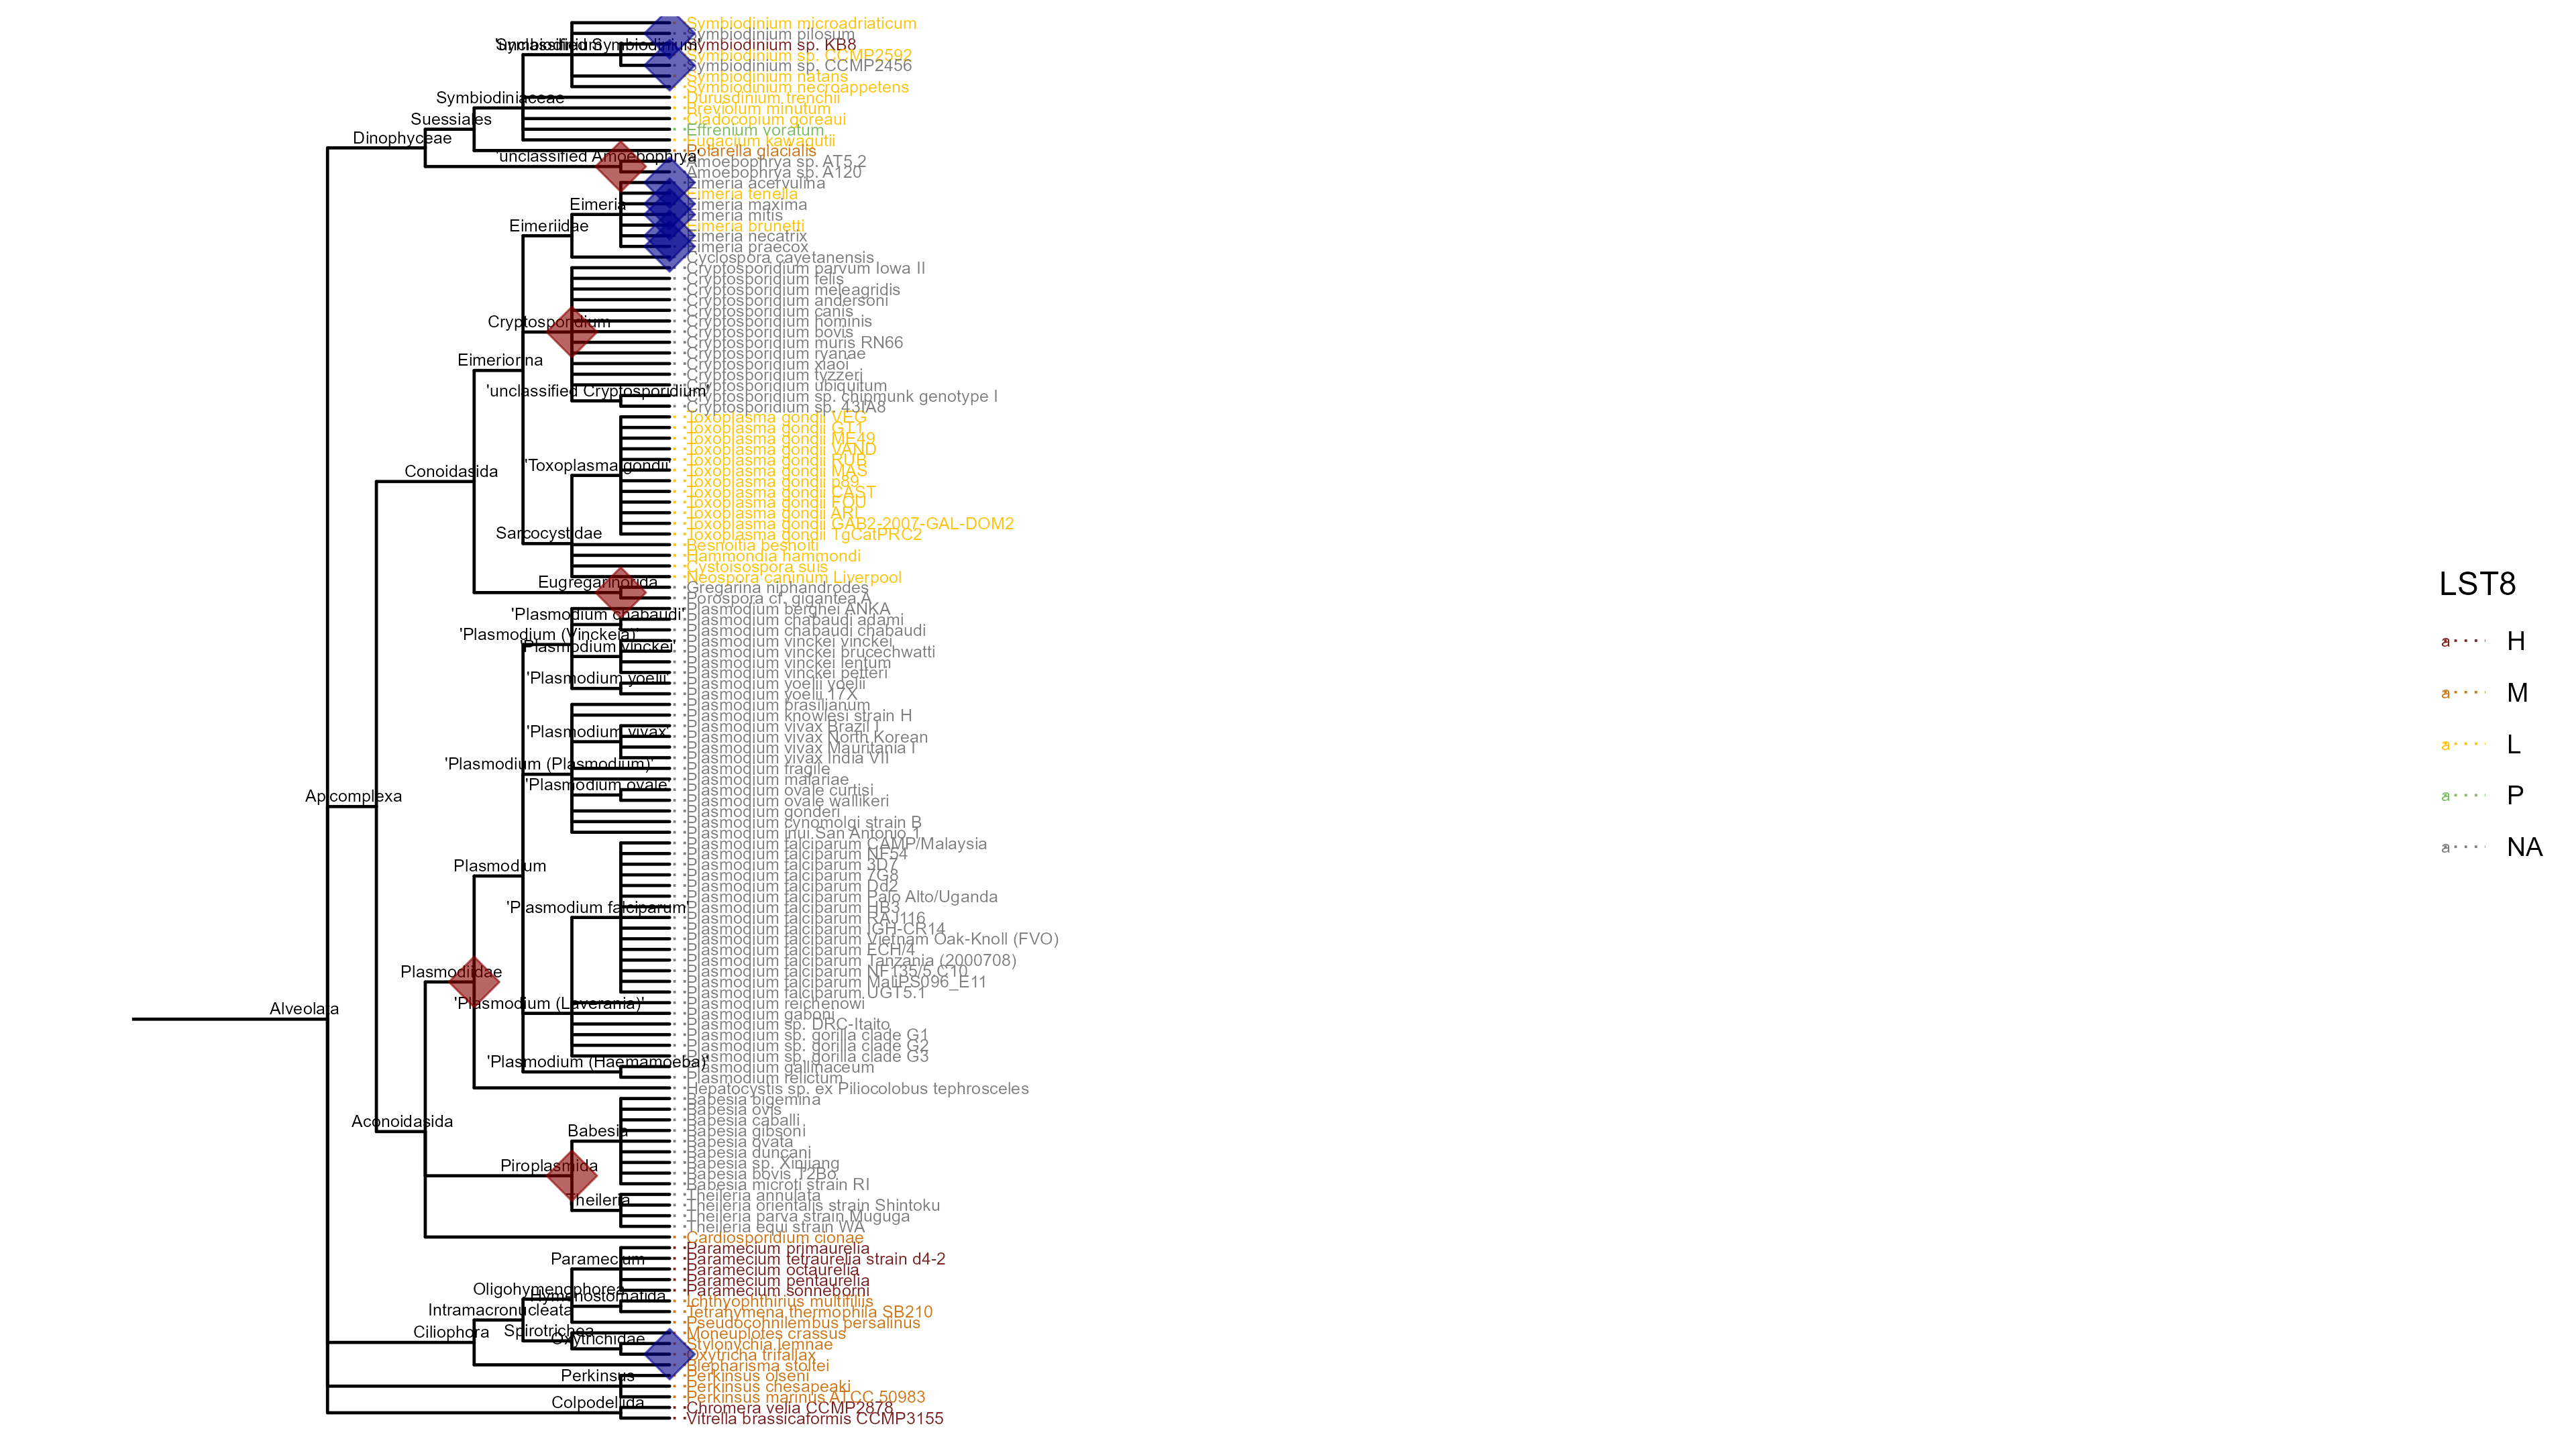 Symbiodinium microadriaticum
Symbiodinium pilosum
'unclassified Symbiodinium'
Symbiodinium
Symbiodinium sp. KB8
Symbiodinium sp. CCMP2592
Symbiodinium sp. CCMP2456
Symbiodinium natans
Symbiodinium necroappetens
Symbiodiniaceae
Durusdinium trenchii
Breviolum minutum
Suessiales
Cladocopium goreaui
Effrenium voratum
Dinophyceae
Fugacium kawagutii
Polarella glacialis
'unclassified Amoebophrya'
Amoebophrya sp. AT5.2
Amoebophrya sp. A120
Eimeria acervulina
Eimeria tenella
Eimeria
Eimeria maxima
Eimeria mitis
Eimeriidae
Eimeria brunetti
Eimeria necatrix
Eimeria praecox
Cyclospora cayetanensis
Cryptosporidium parvum Iowa II
Cryptosporidium felis
Cryptosporidium meleagridis
Cryptosporidium andersoni
Cryptosporidium canis
Cryptosporidium
Cryptosporidium hominis
Cryptosporidium bovis
Cryptosporidium muris RN66
Cryptosporidium ryanae
Eimeriorina
Cryptosporidium xiaoi
Cryptosporidium tyzzeri
Cryptosporidium ubiquitum
'unclassified Cryptosporidium'
Cryptosporidium sp. chipmunk genotype I
Cryptosporidium sp. 43IA8
Toxoplasma gondii VEG
Toxoplasma gondii GT1
Toxoplasma gondii ME49
Toxoplasma gondii VAND
Toxoplasma gondii RUB
'Toxoplasma gondii'
Conoidasida
Toxoplasma gondii MAS
Toxoplasma gondii p89
Toxoplasma gondii CAST
Toxoplasma gondii FOU
Toxoplasma gondii ARI
Toxoplasma gondii GAB2-2007-GAL-DOM2
Sarcocystidae
Toxoplasma gondii TgCatPRC2
Besnoitia besnoiti
Hammondia hammondi
Cystoisospora suis
Neospora caninum Liverpool
Eugregarinorida
Gregarina niphandrodes
Porospora cf. gigantea A
Plasmodium berghei ANKA
'Plasmodium chabaudi'
Plasmodium chabaudi adami
Plasmodium chabaudi chabaudi
'Plasmodium (Vinckeia)'
Plasmodium vinckei vinckei
'Plasmodium vinckei'
Plasmodium vinckei brucechwatti
Plasmodium vinckei lentum
Plasmodium vinckei petteri
'Plasmodium yoelii'
Plasmodium yoelii yoelii
Plasmodium yoelii 17X
Plasmodium brasilianum
Plasmodium knowlesi strain H
Plasmodium vivax Brazil I
'Plasmodium vivax'
Plasmodium vivax North Korean
Plasmodium vivax Mauritania I
Plasmodium vivax India VII
'Plasmodium (Plasmodium)'
Plasmodium fragile
Plasmodium malariae
'Plasmodium ovale'
Plasmodium ovale curtisi
Apicomplexa
Plasmodium ovale wallikeri
Plasmodium gonderi
Plasmodium cynomolgi strain B
Plasmodium inui San Antonio 1
Plasmodium falciparum CAMP/Malaysia
Plasmodium falciparum NF54
Plasmodium
Plasmodium falciparum 3D7
Plasmodium falciparum 7G8
Plasmodium falciparum Dd2
Plasmodium falciparum Palo Alto/Uganda
'Plasmodium falciparum'
Plasmodium falciparum HB3
Plasmodium falciparum RAJ116
Plasmodium falciparum IGH-CR14
Plasmodium falciparum Vietnam Oak-Knoll (FVO)
Plasmodium falciparum ECH/4
Plasmodium falciparum Tanzania (2000708)
Plasmodiidae
Plasmodium falciparum NF135/5.C10
Plasmodium falciparum MaliPS096_E11
Plasmodium falciparum UGT5.1
'Plasmodium (Laverania)'
Plasmodium reichenowi
Alveolata
Plasmodium gaboni
Plasmodium sp. DRC-Itaito
Plasmodium sp. gorilla clade G1
Plasmodium sp. gorilla clade G2
Plasmodium sp. gorilla clade G3
'Plasmodium (Haemamoeba)'
Plasmodium gallinaceum
Plasmodium relictum
Hepatocystis sp. ex Piliocolobus tephrosceles
Babesia bigemina
Babesia ovis
Aconoidasida
Babesia caballi
Babesia
Babesia gibsoni
Babesia ovata
Babesia duncani
Babesia sp. Xinjiang
Piroplasmida
Babesia bovis T2Bo
Babesia microti strain RI
Theileria annulata
Theileria
Theileria orientalis strain Shintoku
Theileria parva strain Muguga
Theileria equi strain WA
Cardiosporidium cionae
Paramecium primaurelia
Paramecium
Paramecium tetraurelia strain d4-2
Paramecium octaurelia
Paramecium pentaurelia
Oligohymenophorea
Paramecium sonneborni
Hymenostomatida
Ichthyophthirius multifiliis
Intramacronucleata
Tetrahymena thermophila SB210
Pseudocohnilembus persalinus
Ciliophora
Spirotrichea
Moneuplotes crassus
Oxytrichidae
Stylonychia lemnae
Oxytricha trifallax
Blepharisma stoltei
Perkinsus
Perkinsus olseni
Perkinsus chesapeaki
Perkinsus marinus ATCC 50983
Colpodellida
Chromera velia CCMP2878
Vitrella brassicaformis CCMP3155
LST8
a H
a M
a L
a P
a NA